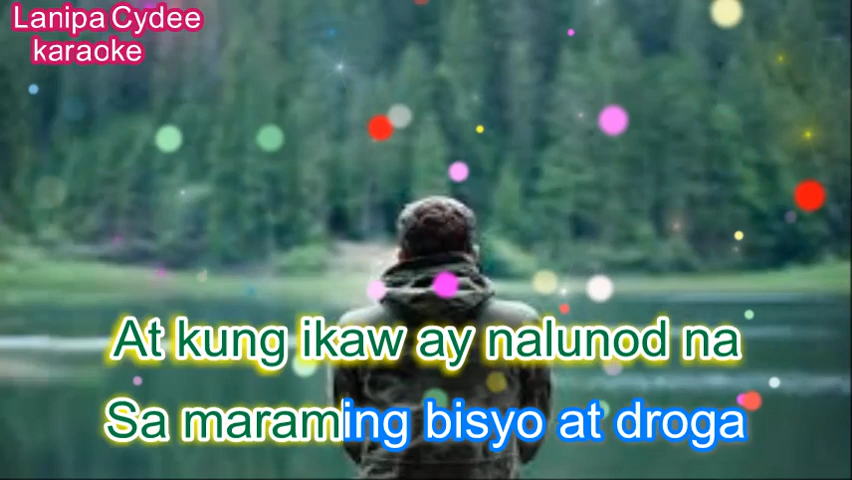 Lanipa Cydee
karaoke
At kung ikaw ay nalunod na
Sa maraming bisyo at droga